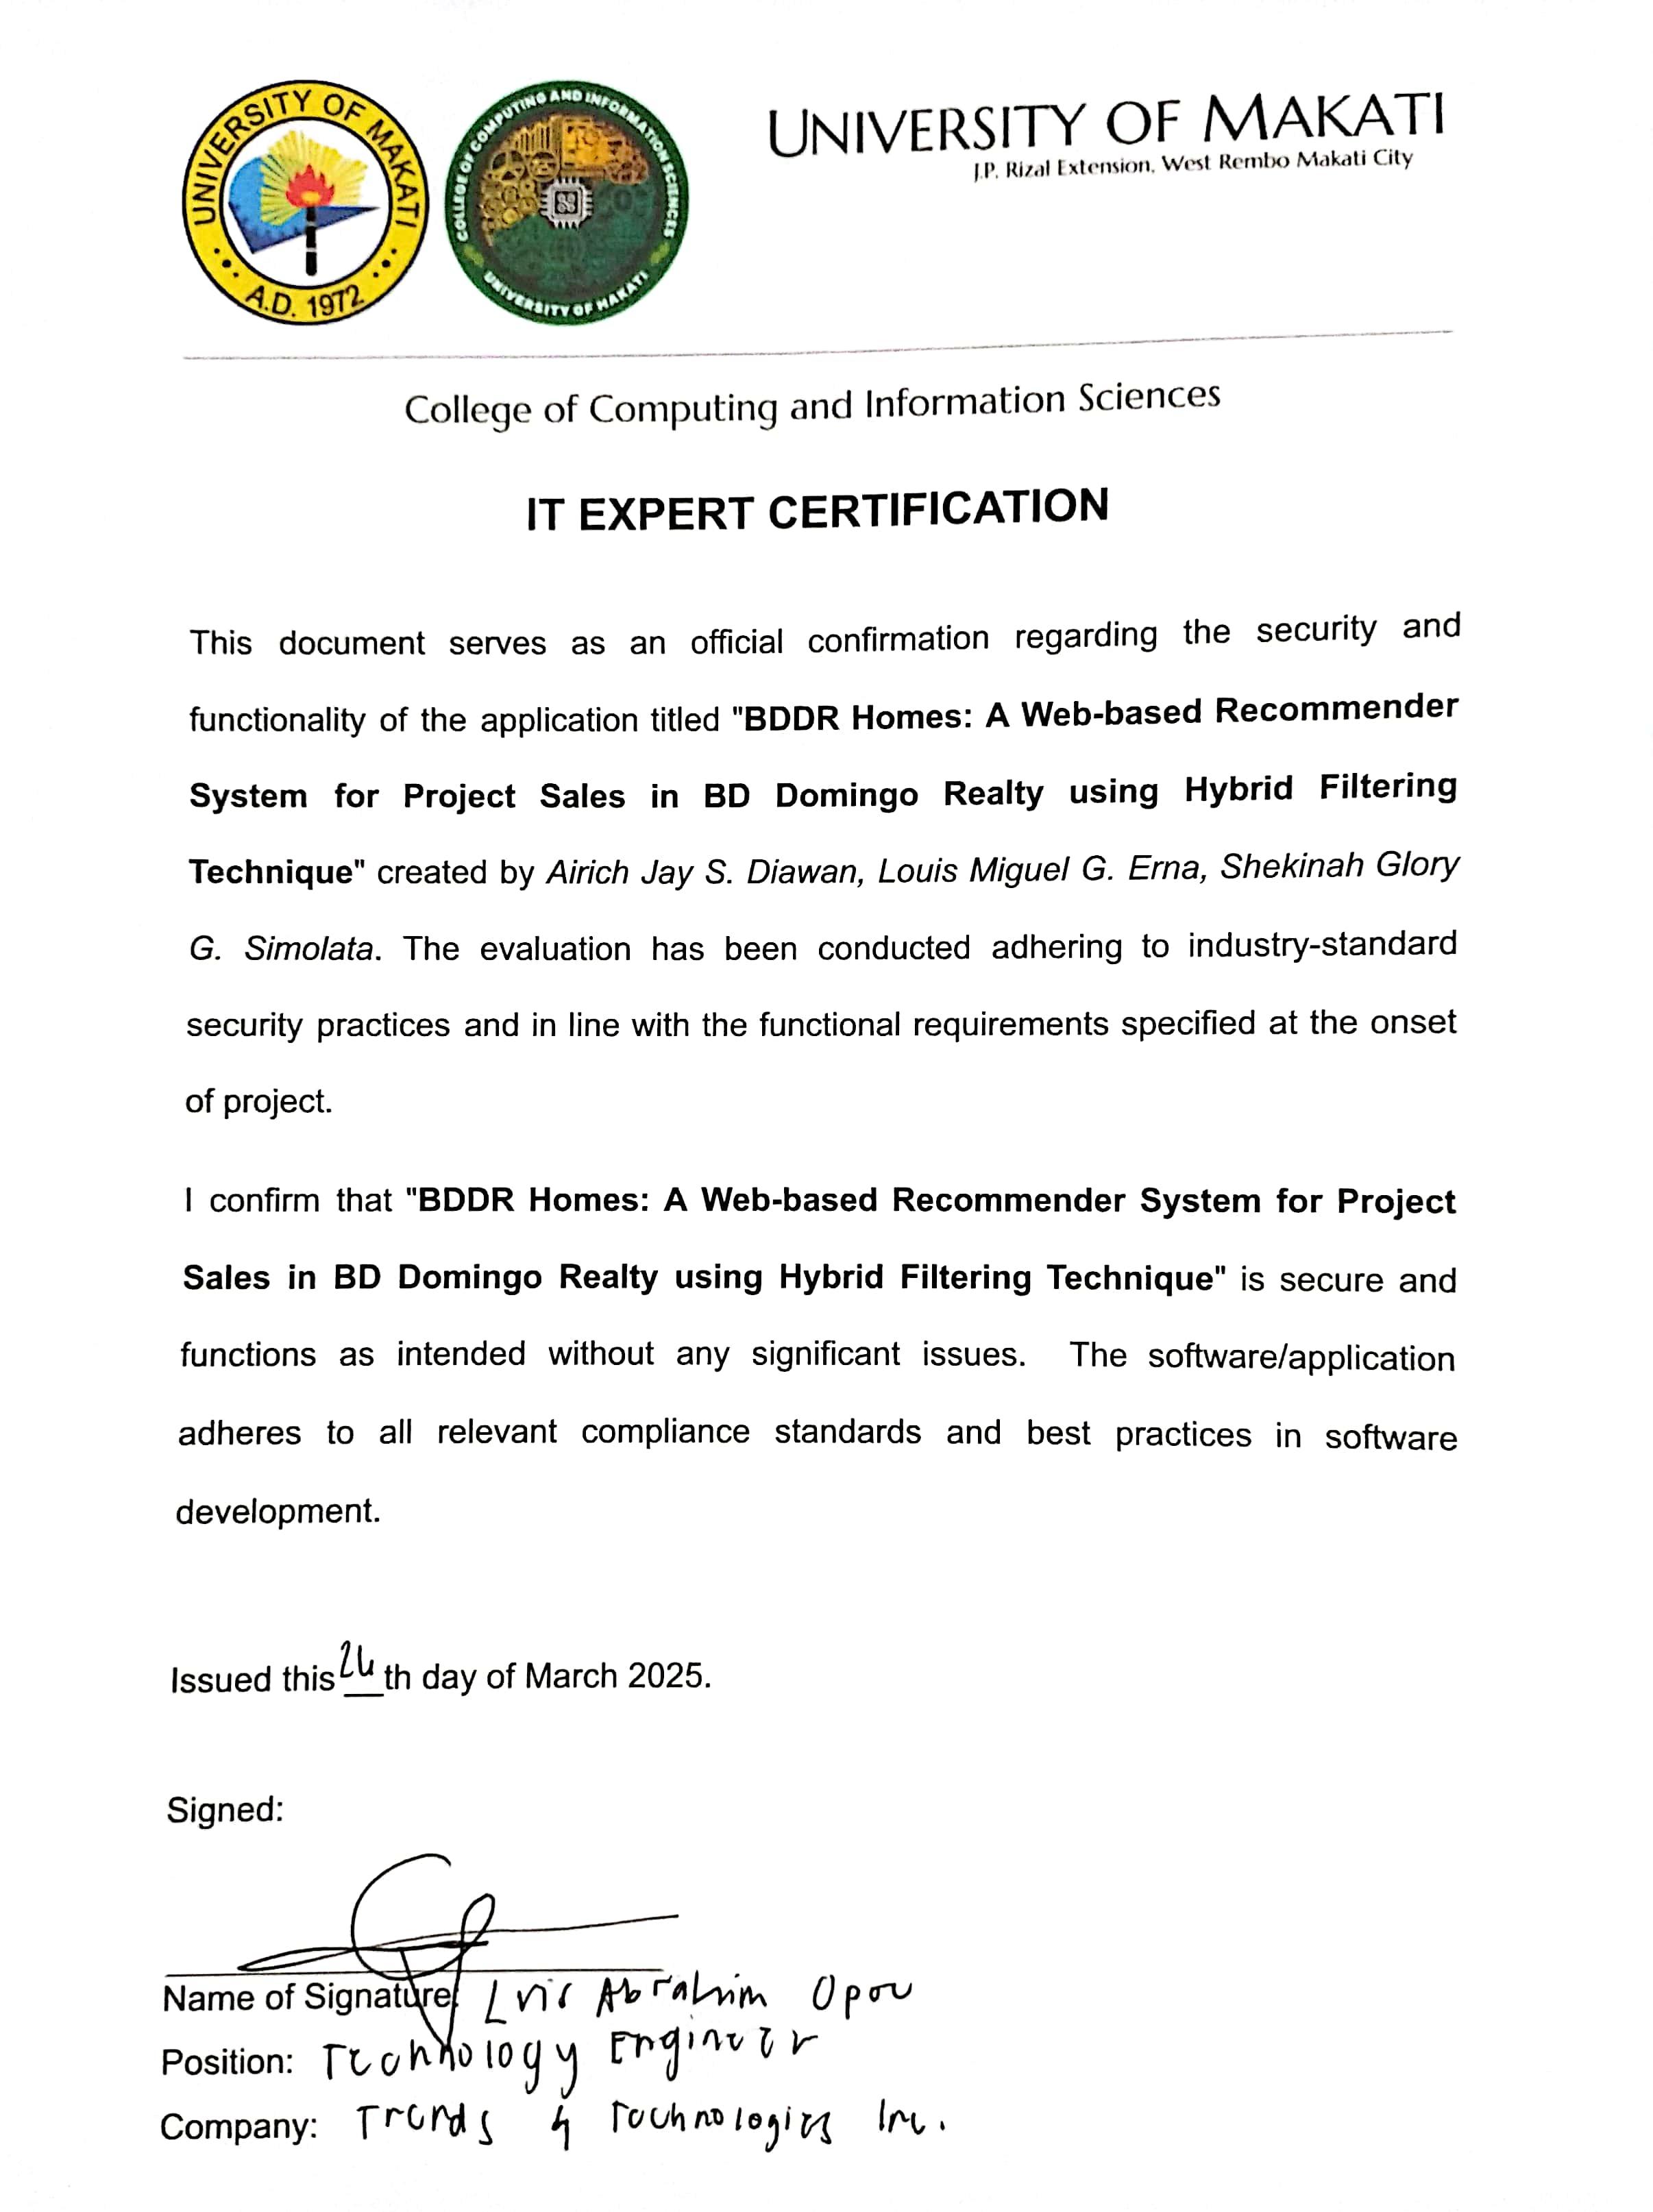 UNIVERSITY OF MAKATI
A.D. 1972
COLLEGE OF COMPUTING AND INFORMATION SCIENCES
UNIVERSITY OF MAKATI
UNIVERSITY OF MAKATI
J.P. Rizal Extension, West Rembo Makati City
College of Computing and Information Sciences
IT EXPERT CERTIFICATION
This document serves as an official confirmation regarding the security and
functionality of the application titled "BDDR Homes: A Web-based Recommender
System for Project Sales in BD Domingo Realty using Hybrid Filtering
Technique" created by Airich Jay S. Diawan, Louis Miguel G. Erna, Shekinah Glory
G. Simolata. The evaluation has been conducted adhering to industry-standard
security practices and in line with the functional requirements specified at the onset
of project.
I confirm that "BDDR Homes: A Web-based Recommender System for Project
Sales in BD Domingo Realty using Hybrid Filtering Technique" is secure and
functions as intended without any significant issues. The software/application
adheres to all relevant compliance standards and best practices in software
development.
Issued this th day of March 2025.
Signed:
Name of Signature: Abrahim
Position: Technology Engineer
Company: Trends & Technologies Inc.